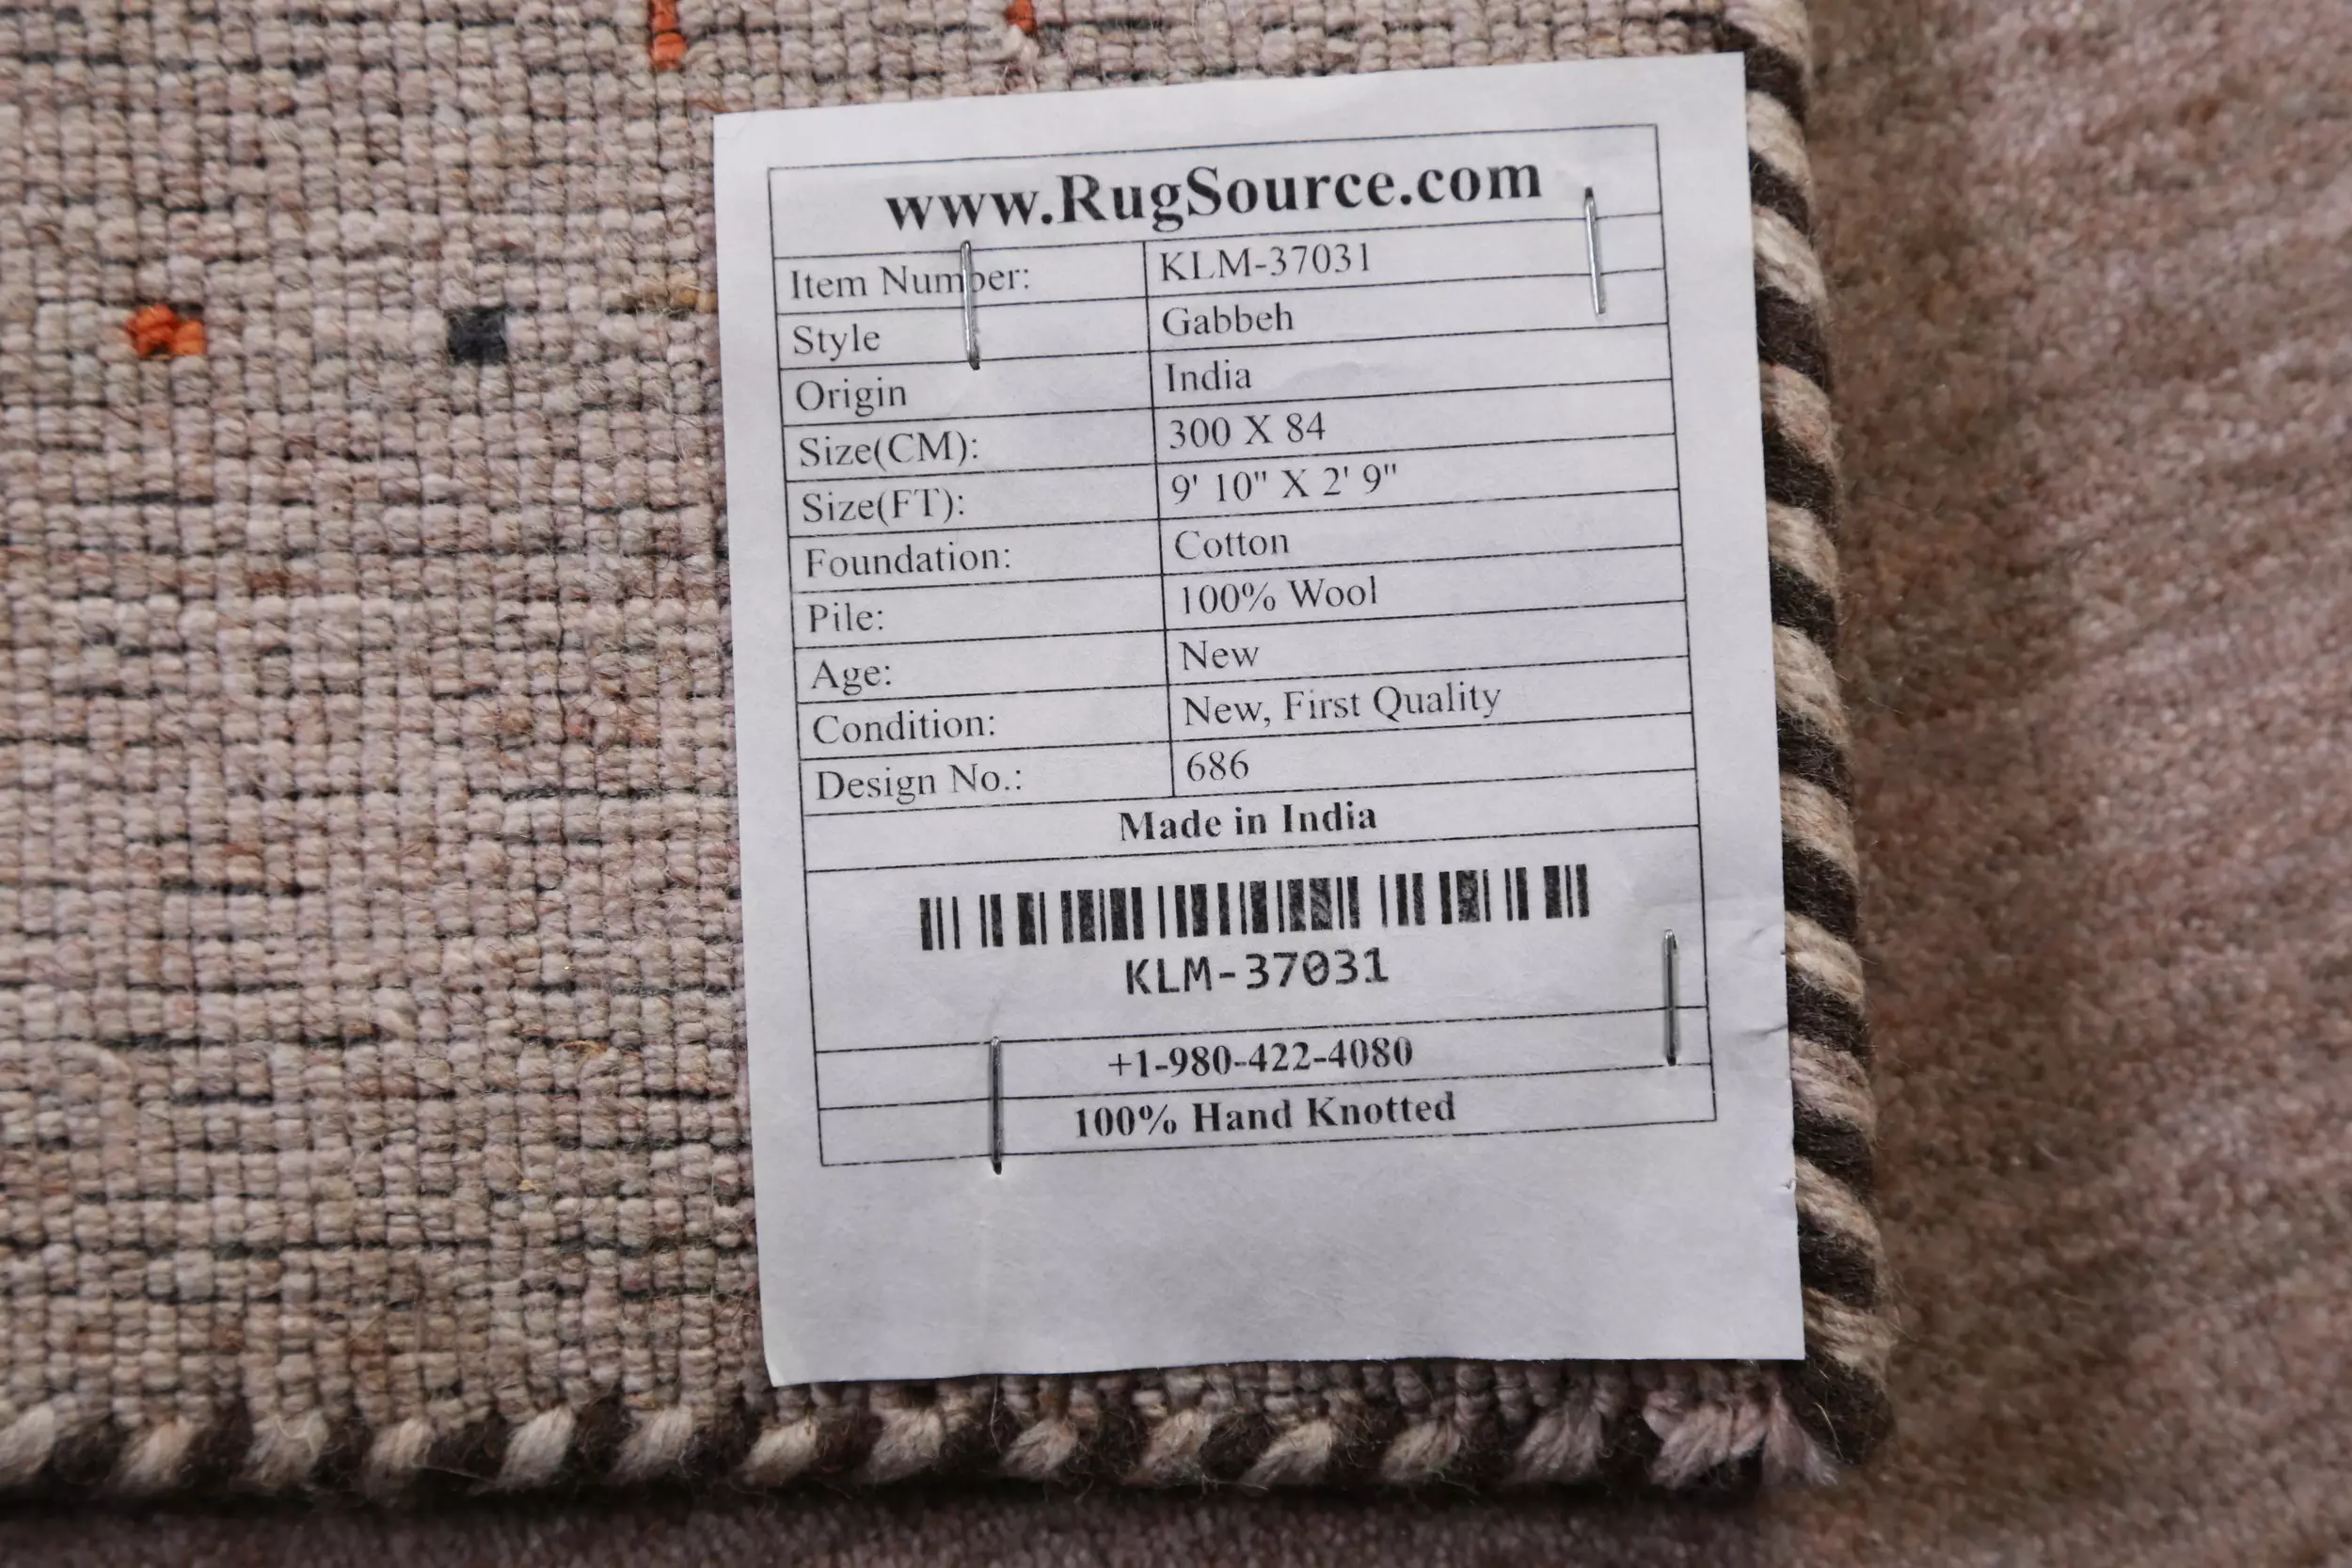 www.RugSource.com
Item Number: KLM-37031
Style Gabbeh
Origin India
Size(CM): 300 X 84
Size(FT): 9' 10" X 2' 9"
Foundation: Cotton
Pile: 100% Wool
Age: New
Condition: New, First Quality
Design No.: 686
Made in India
KLM-37031
+1-980-422-4080
100% Hand Knotted